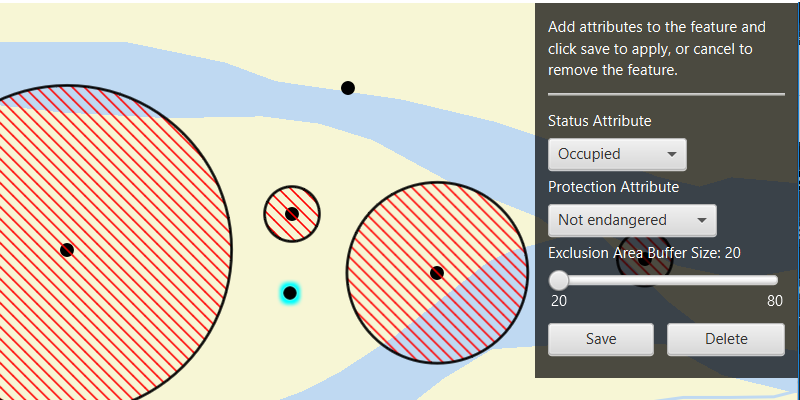 Add attributes to the feature and
click save to apply, or cancel to
remove the feature.
Status Attribute
Occupied
Protection Attribute
Not endangered
Exclusion Area Buffer Size: 20
20 80
Save Delete